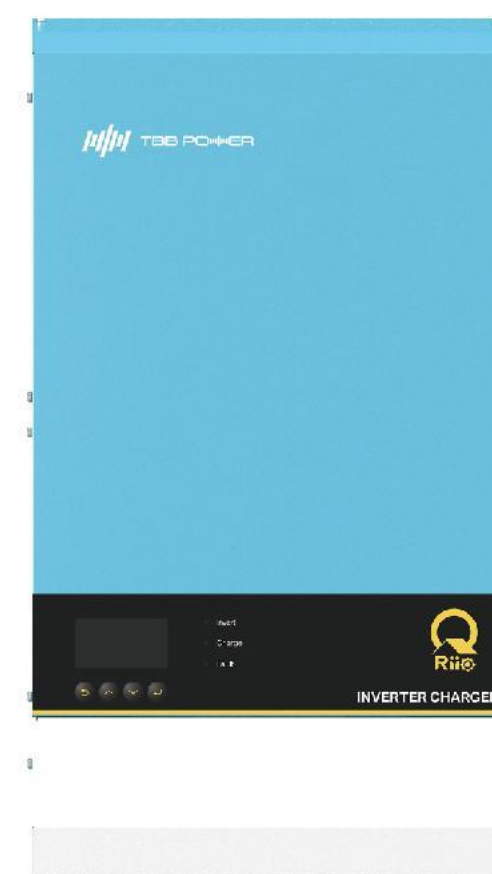 TBB POWER
Invert
Charge
Fault
Riio
INVERTER CHARGER